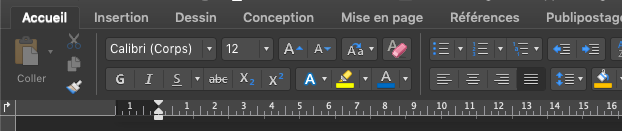 Accueil Insertion Dessin Conception Mise en page Références Publipostage
Calibri (Corps) 12 A A Aa A
Coller
G I S abc X2 X2 A A
1 1 2 3 4 5 6 7 8 9 10 11 12 13 14 15 16